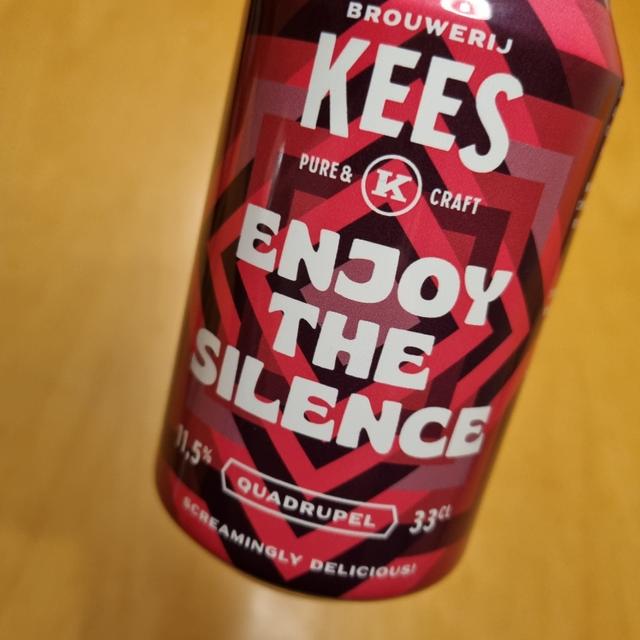 BROUWERIJ
KEES
PURE & K CRAFT
ENJOY
THE
SILENCE
11,5% QUADRUPEL 33CL
SCREAMINGLY DELICIOUS!